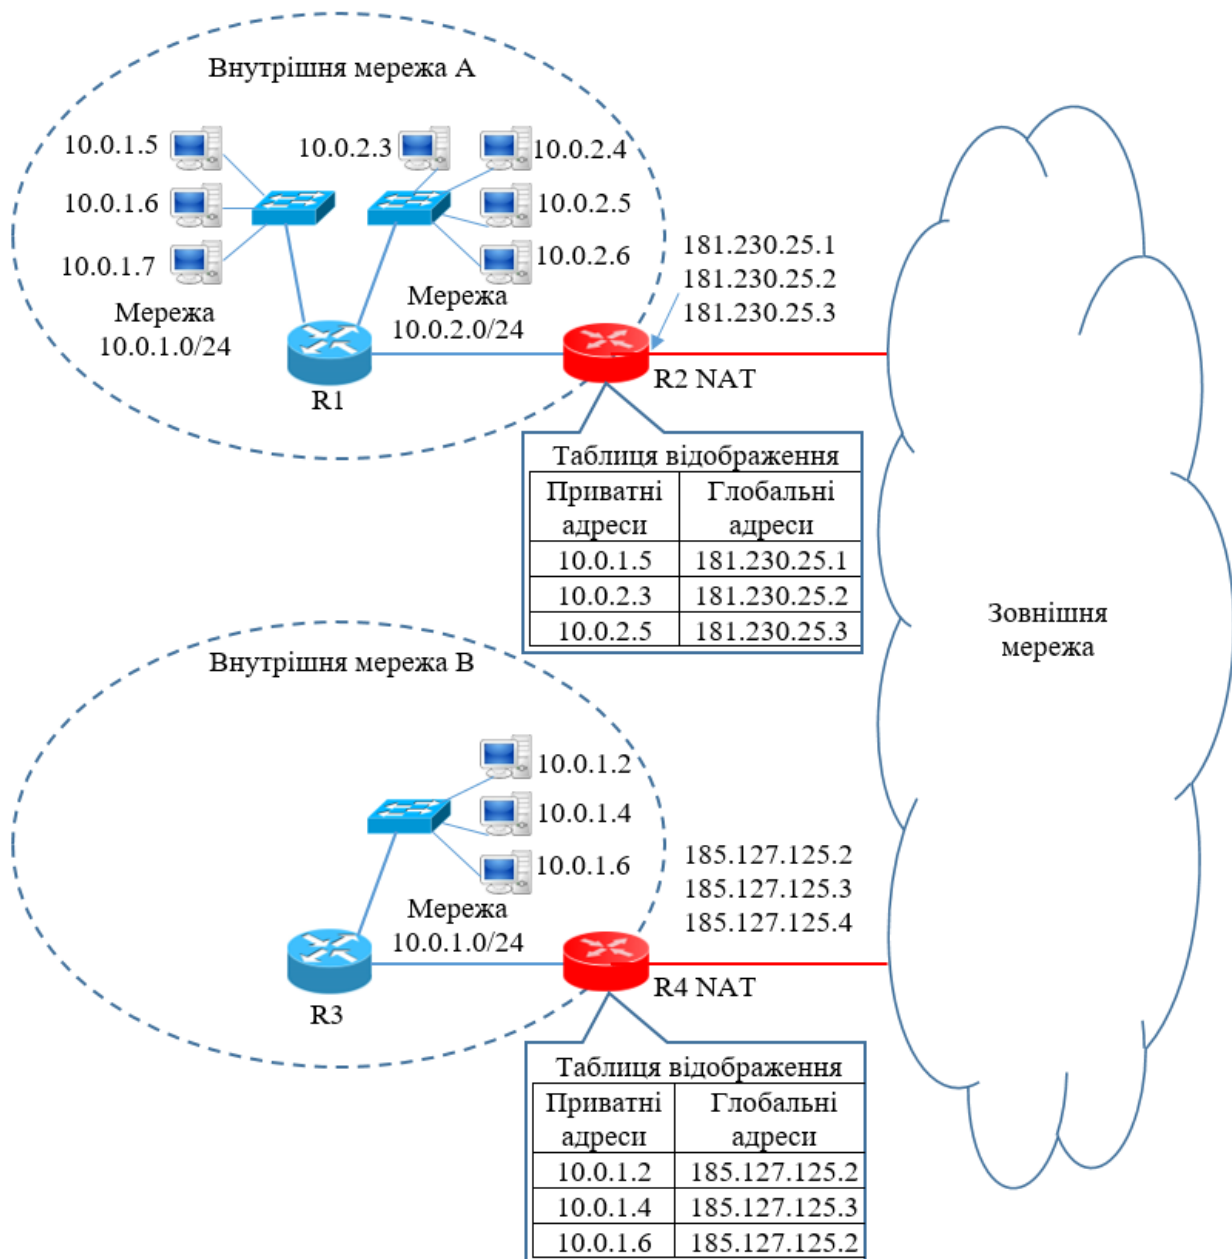 Внутрішня мережа А
10.0.1.5
10.0.2.3
10.0.2.4
10.0.1.6
10.0.2.5
10.0.1.7
10.0.2.6
181.230.25.1
181.230.25.2
181.230.25.3
Мережа
10.0.1.0/24
Мережа
10.0.2.0/24
R1
R2 NAT
Таблиця відображення
Приватні адреси
Глобальні адреси
10.0.1.5 181.230.25.1
10.0.2.3 181.230.25.2
10.0.2.5 181.230.25.3
Зовнішня
мережа
Внутрішня мережа В
10.0.1.2
10.0.1.4
10.0.1.6
185.127.125.2
185.127.125.3
185.127.125.4
Мережа
10.0.1.0/24
R3
R4 NAT
Таблиця відображення
Приватні адреси
Глобальні адреси
10.0.1.2 185.127.125.2
10.0.1.4 185.127.125.3
10.0.1.6 185.127.125.2